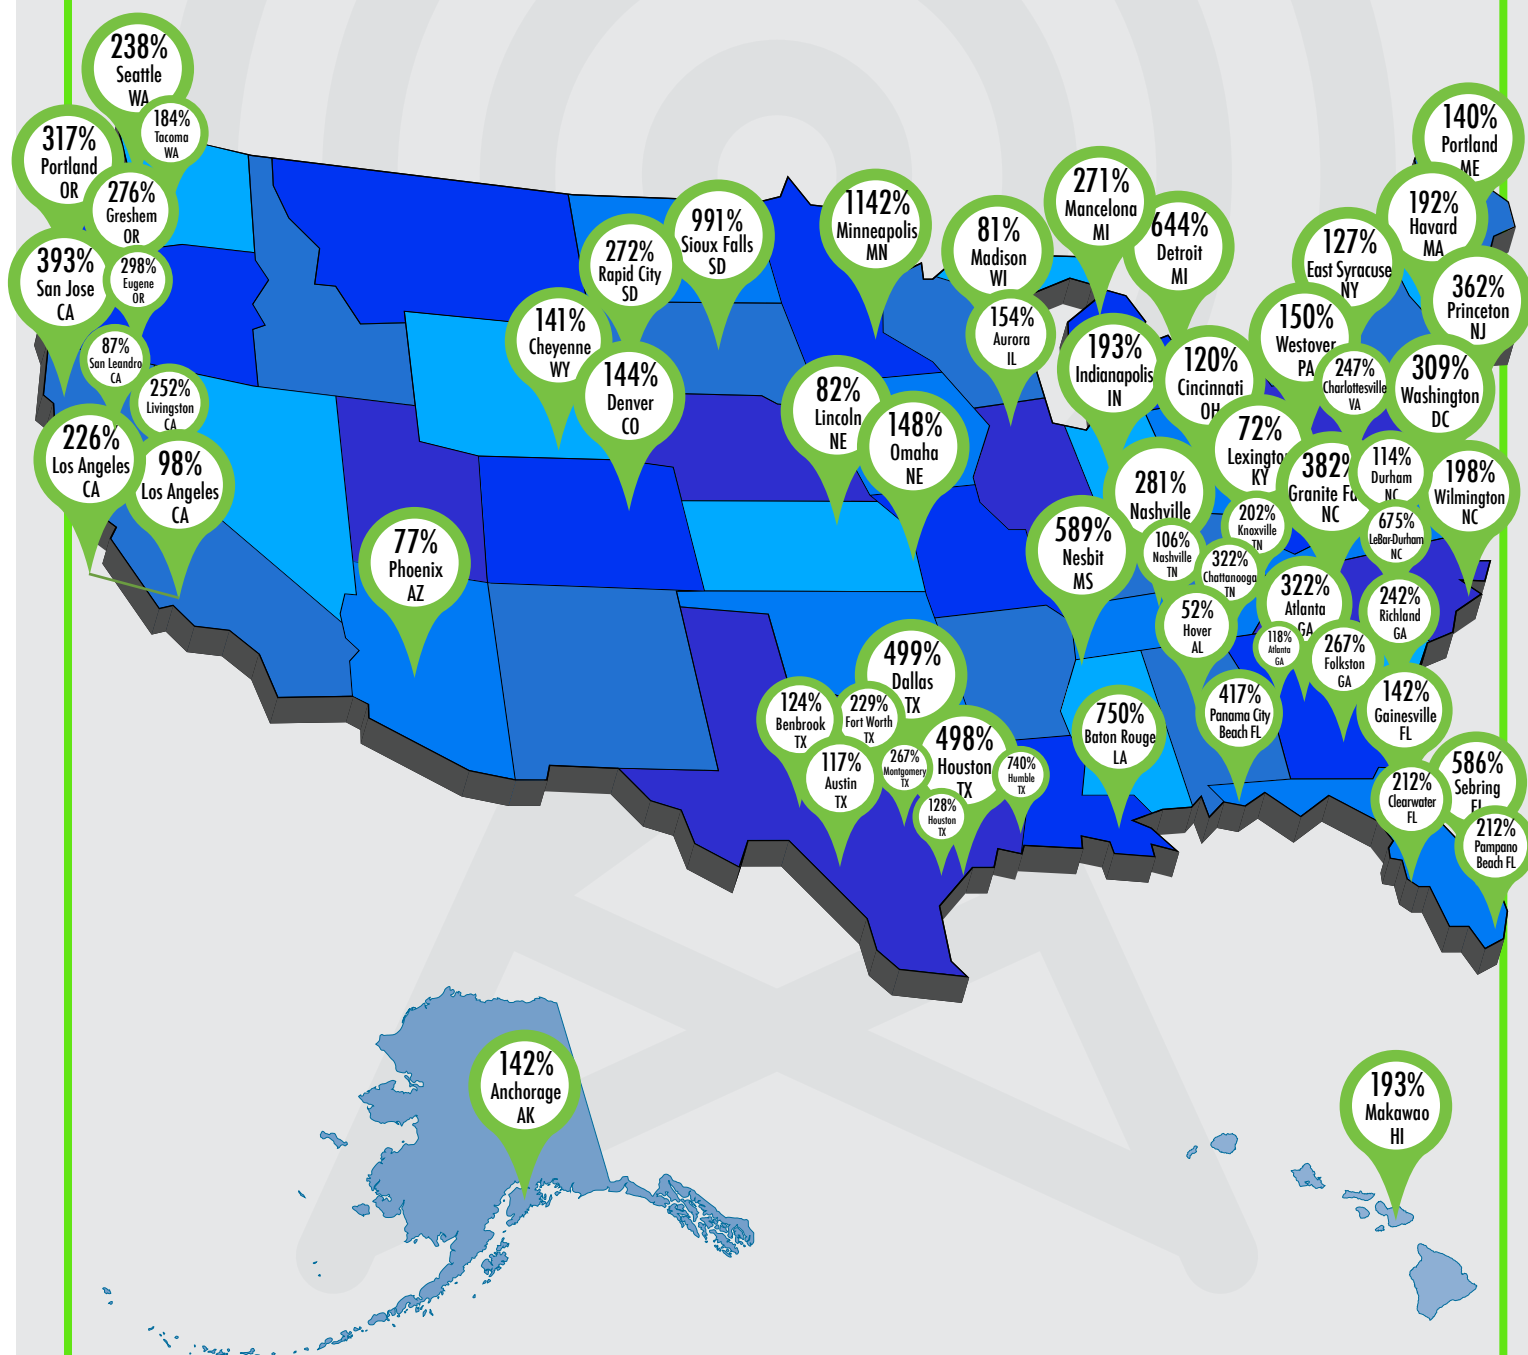 238%
Seattle
WA
184%
Tacoma
WA
317%
Portland
OR
276%
Greshem
OR
393%
San Jose
CA
298%
Eugene
OR
87%
San Leandro
CA
252%
Livingston
CA
226%
Los Angeles
CA
98%
Los Angeles
CA
77%
Phoenix
AZ
141%
Cheyenne
WY
144%
Denver
CO
272%
Rapid City
SD
991%
Sioux Falls
SD
1142%
Minneapolis
MN
82%
Lincoln
NE
148%
Omaha
NE
81%
Madison
WI
154%
Aurora
IL
271%
Mancelona
MI
644%
Detroit
MI
193%
Indianapolis
IN
120%
Cincinnati
OH
140%
Portland
ME
192%
Havard
MA
127%
East Syracuse
NY
362%
Princeton
NJ
150%
Westover
PA
247%
Charlottesville
VA
309%
Washington
DC
72%
Lexington
KY
382%
Granite Fa
NC
114%
Durham
NC
198%
Wilmington
NC
675%
LeBar-Durham
NC
281%
Nashville
106%
Nashville
TN
202%
Knoxville
TN
322%
Chattanooga
TN
589%
Nesbit
MS
52%
Hover
AL
322%
Atlanta
GA
118%
Atlanta
GA
242%
Richland
GA
267%
Folkston
GA
417%
Panama City
Beach FL
142%
Gainesville
FL
212%
Clearwater
FL
586%
Sebring
FL
212%
Pampano
Beach FL
750%
Baton Rouge
LA
499%
Dallas
TX
124%
Benbrook
TX
229%
Fort Worth
TX
117%
Austin
TX
267%
Montgomery
TX
498%
Houston
TX
128%
Houston
TX
740%
Humble
TX
142%
Anchorage
AK
193%
Makawao
HI